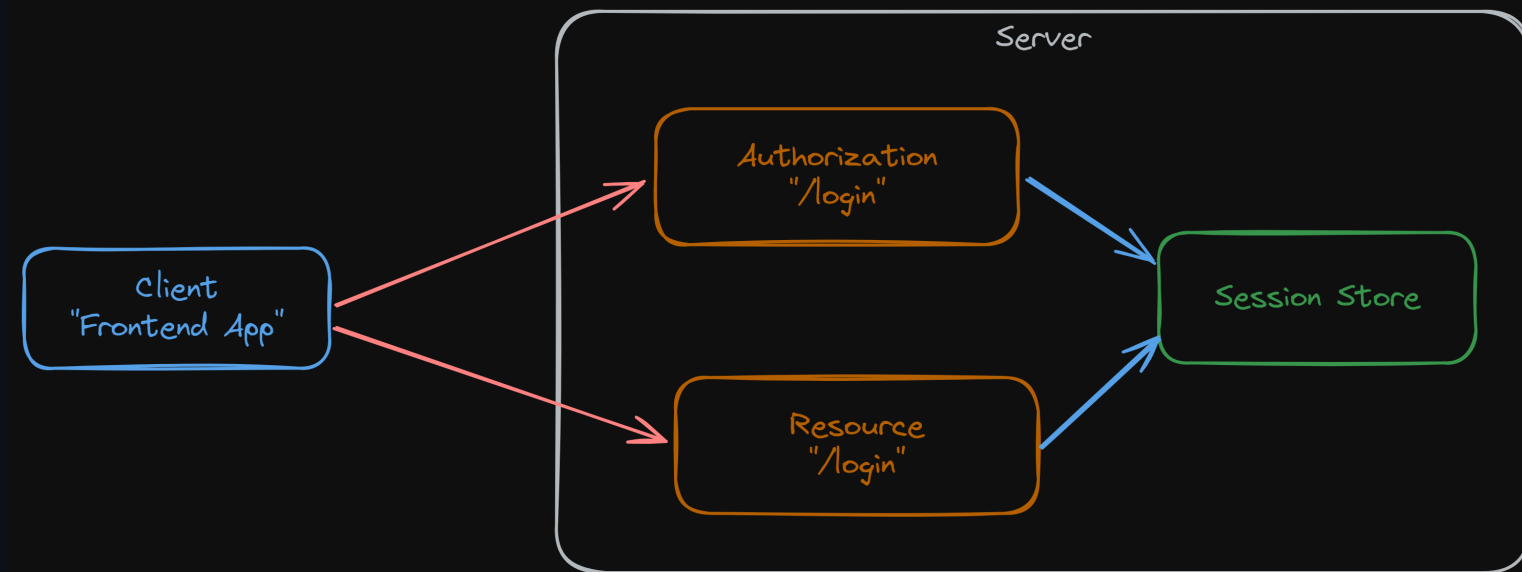 Server
Authorization
"/login"
Client
"Frontend App"
Session Store
Resource
"/login"